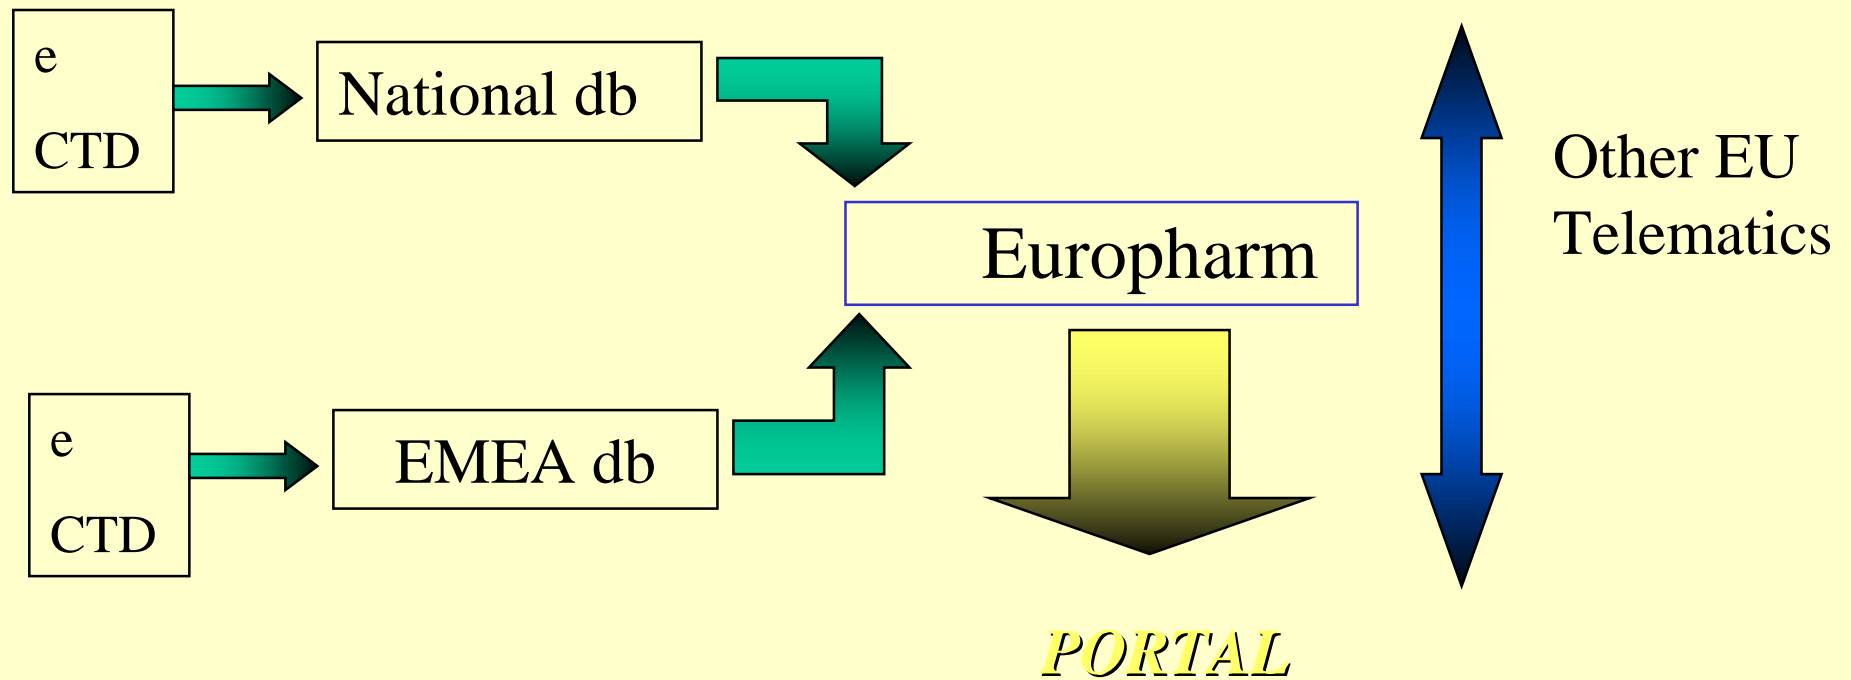 e
CTD
National db
Other EU
Telematics
Europharm
e
CTD
EMEA db
PORTAL